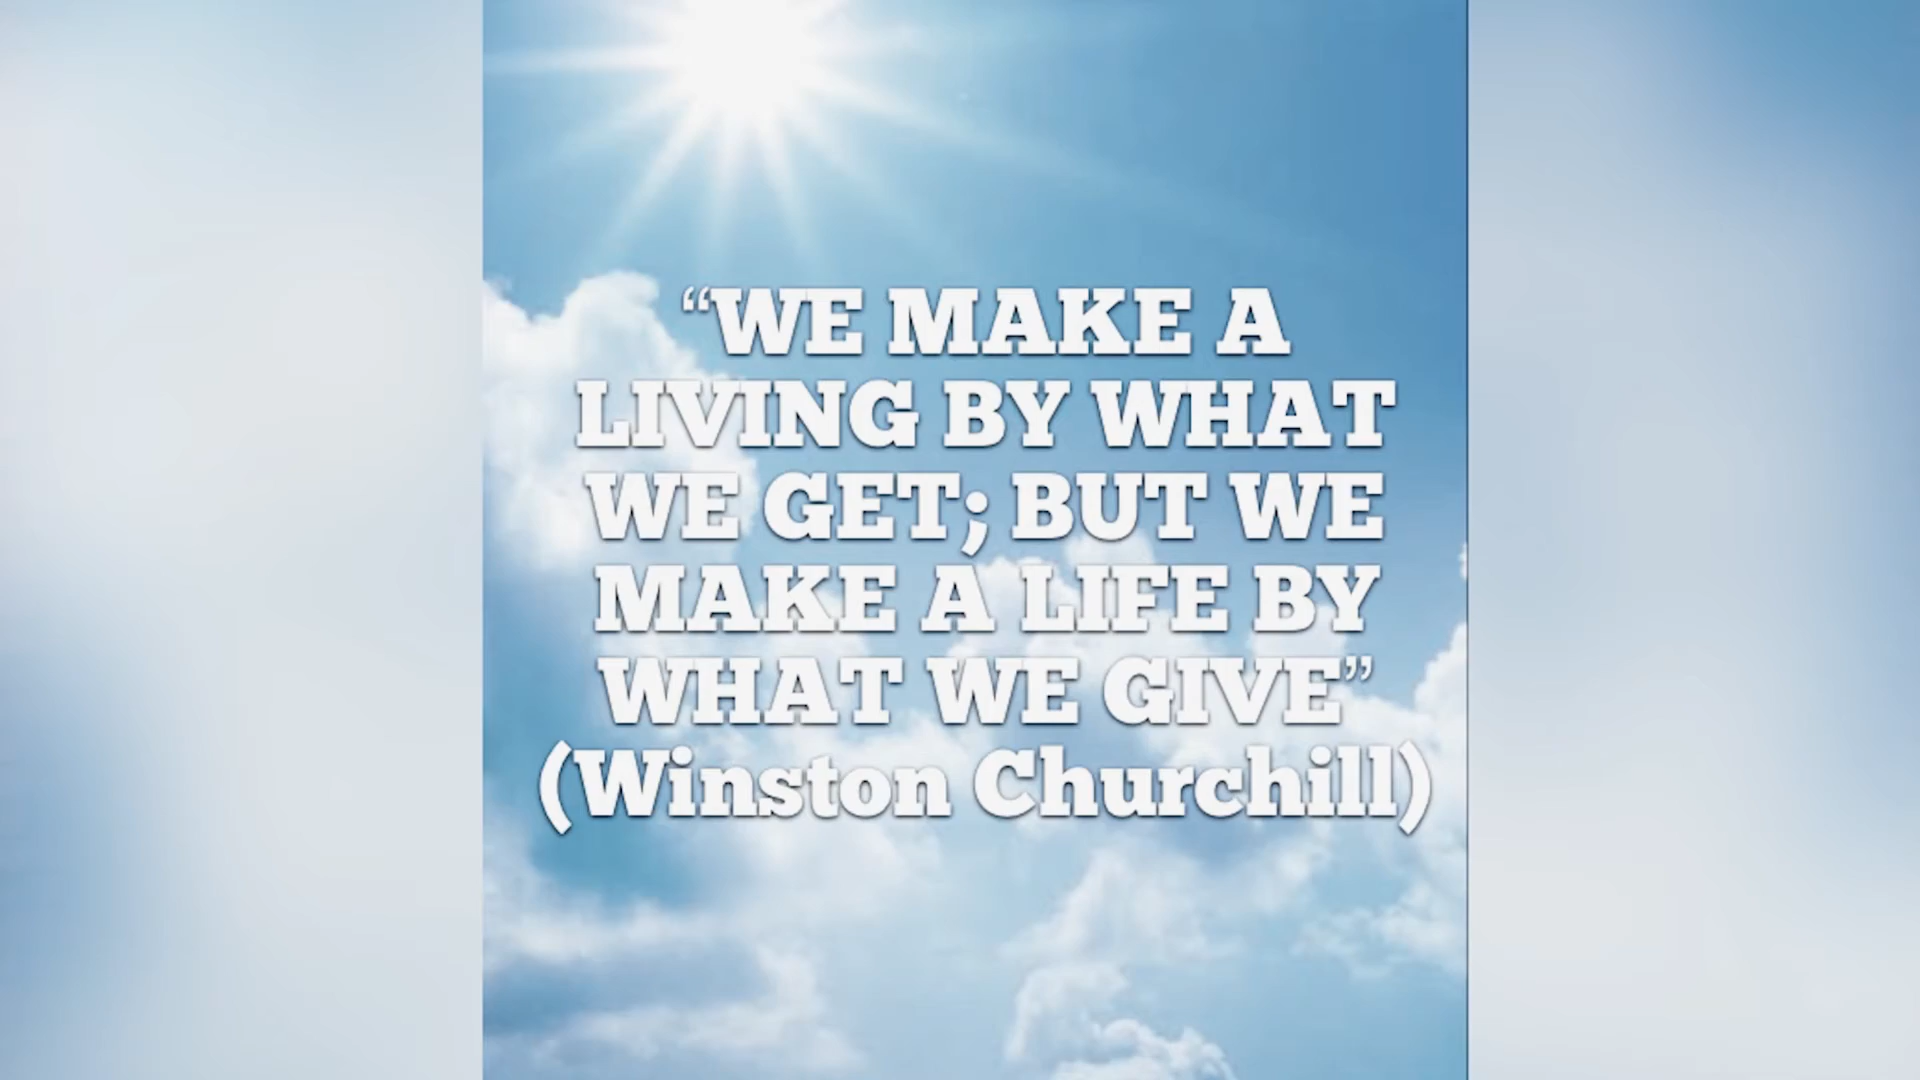 “WE MAKE A
LIVING BY WHAT
WE GET; BUT WE
MAKE A LIFE BY
WHAT WE GIVE”
(Winston Churchill)